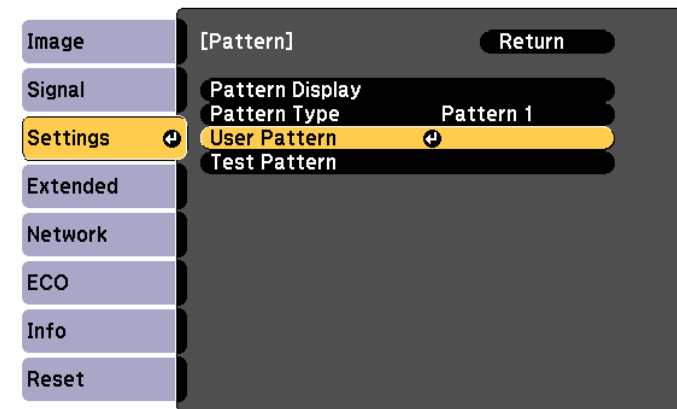 Image
Signal
Settings
Extended
Network
ECO
Info
Reset
[Pattern] Return
Pattern Display
Pattern Type Pattern 1
User Pattern
Test Pattern